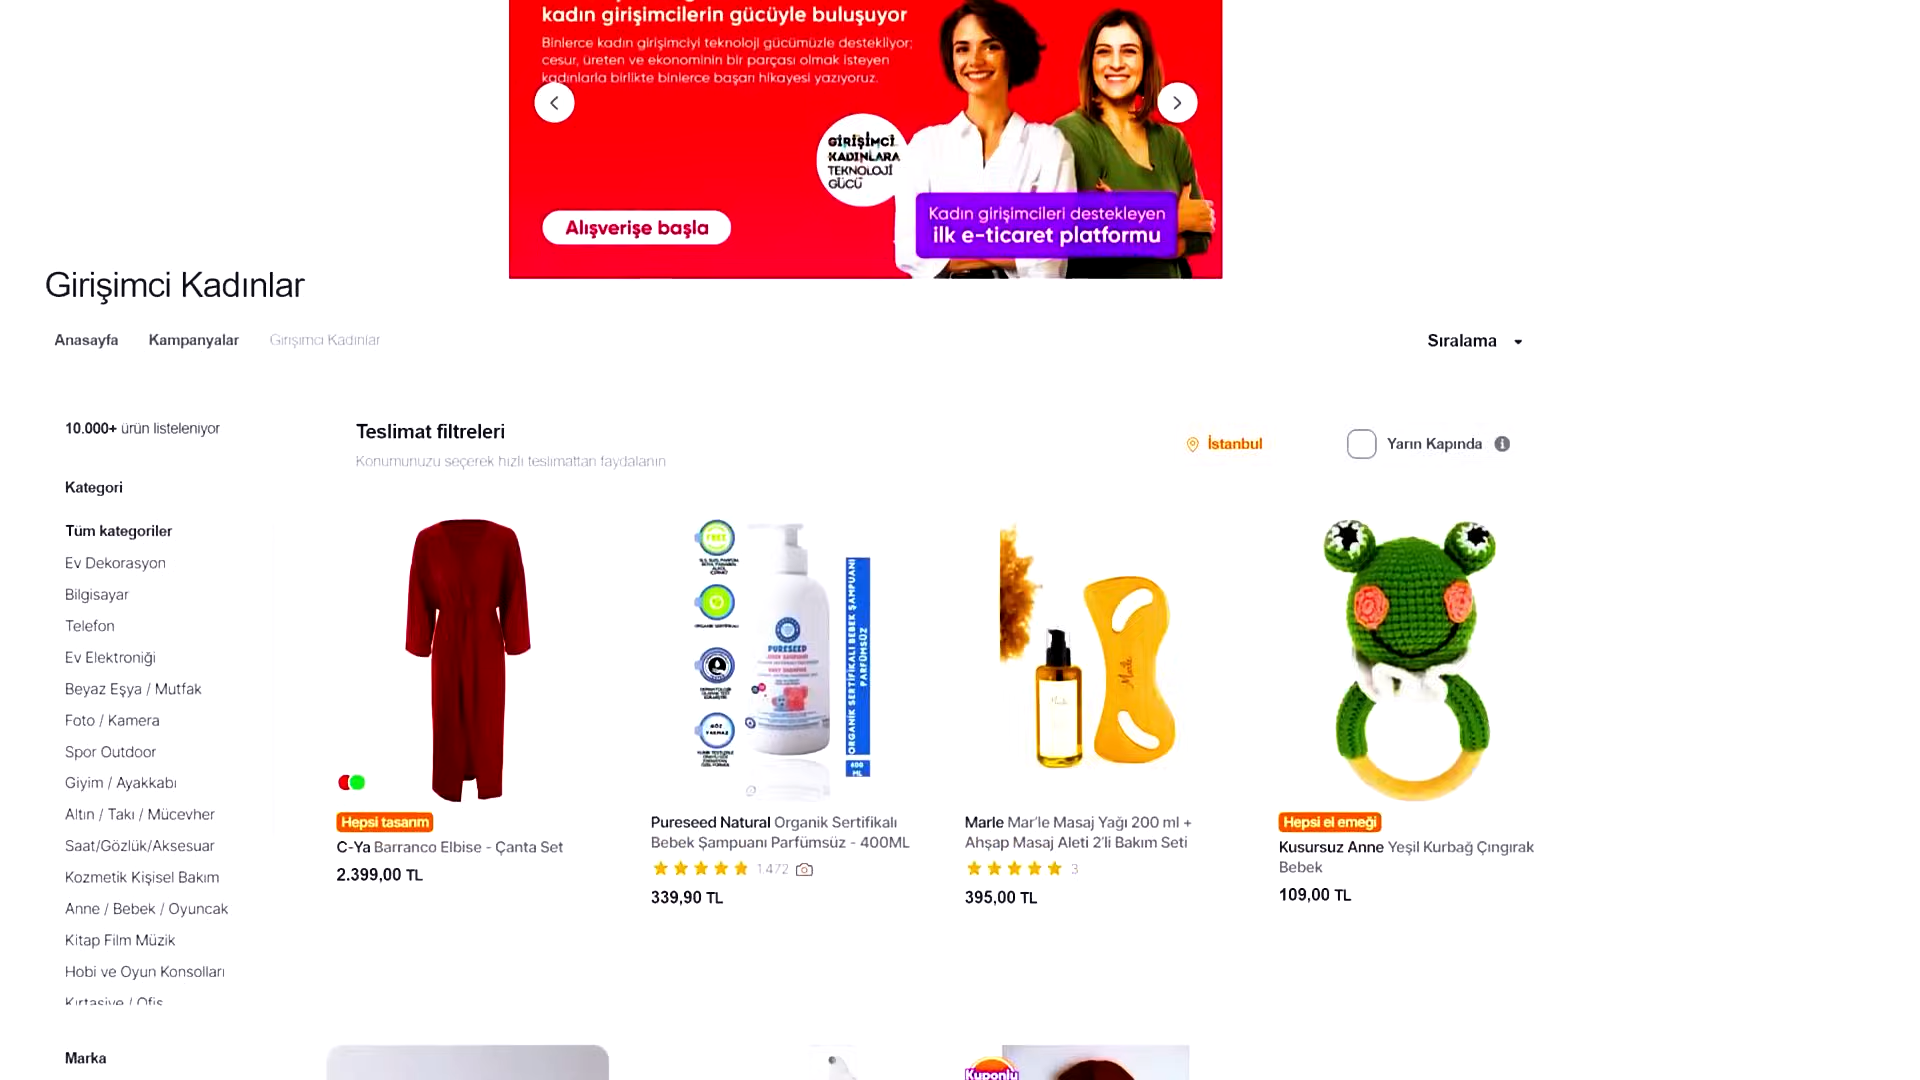 kadın girişimcilerin gücüyle buluşuyor
Binlerce kadın girişimciyi teknoloji gücümüzle destekliyor;
cesur, üreten ve ekonominin bir parçası olmak isteyen
kadınlarla birlikte binlerce başarı hikayesi yazıyoruz.
GİRİŞİMCİ
KADINLARA
TEKNOLOJİ
GÜCÜ
Kadın girişimcileri destekleyen
ilk e-ticaret platformu
Alışverişe başla
Girişimci Kadınlar
Anasayfa Kampanyalar Girişimci Kadınlar
Sıralama
10.000+ ürün listeleniyor
Teslimat filtreleri
Konumunuzu seçerek hızlı teslimattan faydalanın
İstanbul
Yarın Kapında
Kategori
Tüm kategoriler
Ev Dekorasyon
Bilgisayar
Telefon
Ev Elektroniği
Beyaz Eşya / Mutfak
Foto / Kamera
Spor Outdoor
Giyim / Ayakkabı
Altın / Takı / Mücevher
Saat/Gözlük/Aksesuar
Kozmetik Kişisel Bakım
Anne / Bebek / Oyuncak
Kitap Film Müzik
Hobi ve Oyun Konsolları
Kırtasiye / Ofis
Marka
Hepsi tasarım
C-Ya Barranco Elbise - Çanta Set
2.399,00 TL
FREE
PURESEED
ORGANİK SERTİFİKALI BEBEK ŞAMPUANI
PARFÜMSÜZ
400
ML
Pureseed Natural Organik Sertifikalı
Bebek Şampuanı Parfümsüz - 400ML
1.472
339,90 TL
Marle
Marle Mar’le Masaj Yağı 200 ml +
Ahşap Masaj Aleti 2’li Bakım Seti
3
395,00 TL
Hepsi el emeği
Kusursuz Anne Yeşil Kurbağ Çıngırak
Bebek
109,00 TL
Kuponlu